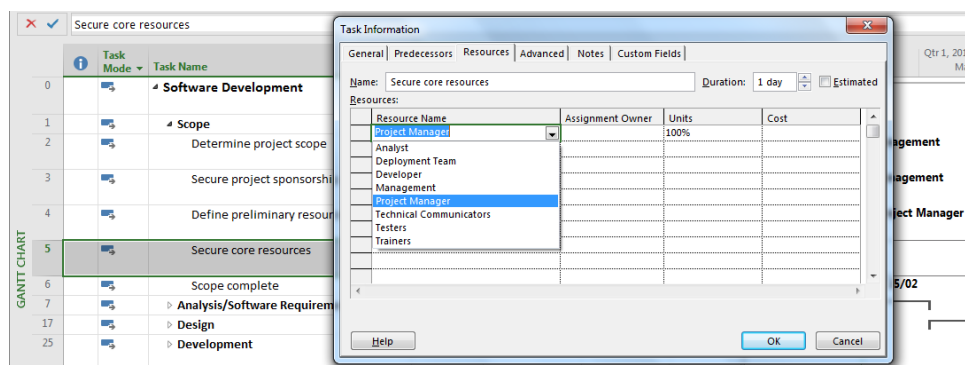 Secure core resources
Task Mode
Task Name
0 Software Development
1 Scope
2 Determine project scope
3 Secure project sponsorshi
4 Define preliminary resour
5 Secure core resources
6 Scope complete
7 Analysis/Software Requirem
17 Design
25 Development
GANTT CHART
Task Information
General Predecessors Resources Advanced Notes Custom Fields
Name: Secure core resources Duration: 1 day Estimated
Resources:
Resource Name Assignment Owner Units Cost
Project Manager 100%
Analyst
Deployment Team
Developer
Management
Project Manager
Technical Communicators
Testers
Trainers
Help OK Cancel
Qtr 1, 201
Ma
agement
agement
ject Manager
5/02